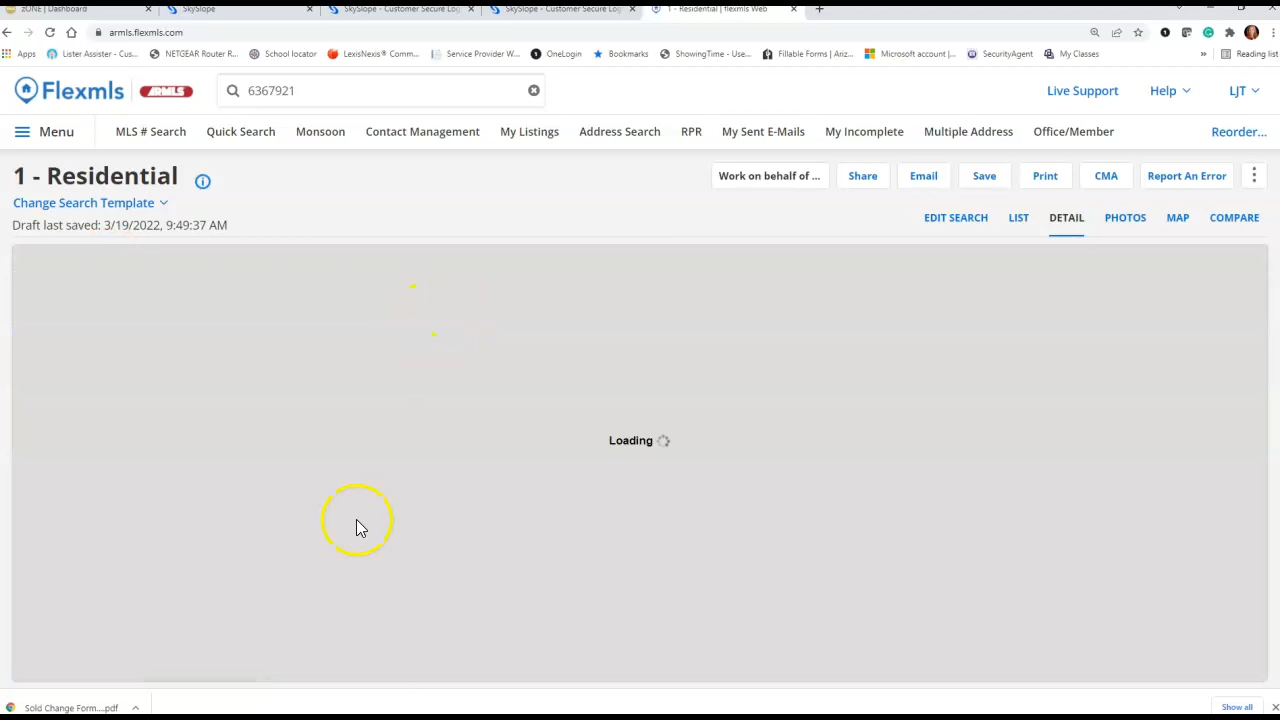 zONE | Dashboard SkySlope SkySlope - Customer Secure Log SkySlope - Customer Secure Log 1 - Residential | flexmls Web
armls.flexmls.com
Apps Lister Assistor - Cus... NETGEAR Router R... School locator LexisNexis® Comm... Service Provider W... OneLogin Bookmarks ShowingTime - Use... Fillable Forms | Ariz... Microsoft account |... SecurityAgent My Classes » Reading list
Flexmls ARMLS 6367921 Live Support Help LJT
Menu MLS # Search Quick Search Monsoon Contact Management My Listings Address Search RPR My Sent E-Mails My Incomplete Multiple Address Office/Member Reorder...
1 - Residential Work on behalf of ... Share Email Save Print CMA Report An Error
Change Search Template
Draft last saved: 3/19/2022, 9:49:37 AM EDIT SEARCH LIST DETAIL PHOTOS MAP COMPARE
Loading
Sold Change Form....pdf Show all